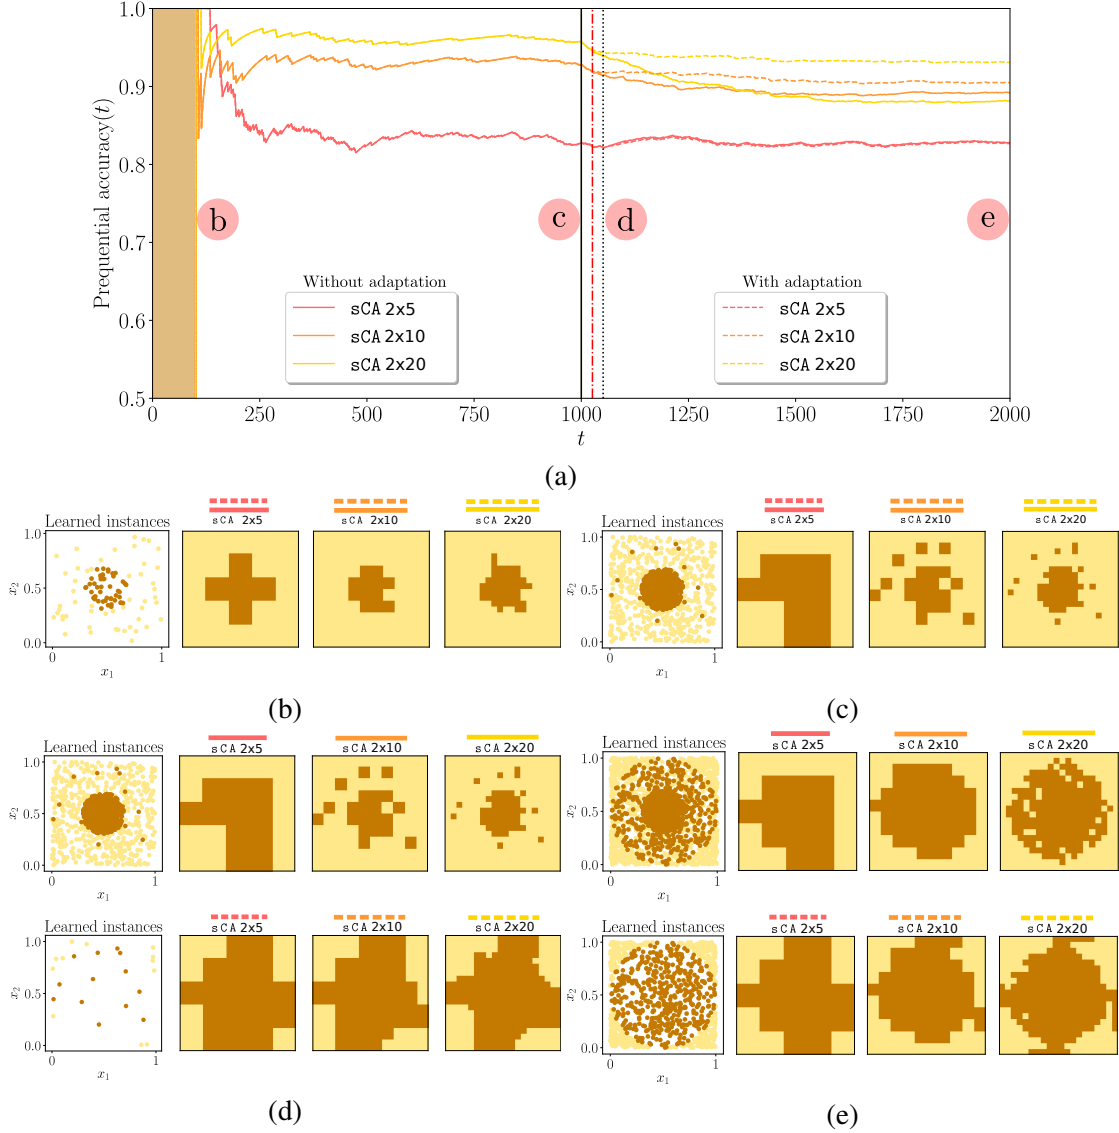 Prequential accuracy(t)
1.0
0.9
0.8
0.7
0.6
0.5
b
c
d
e
Without adaptation
sCA 2x5
sCA 2x10
sCA 2x20
With adaptation
sCA 2x5
sCA 2x10
sCA 2x20
0 250 500 750 1000 1250 1500 1750 2000
t
(a)
Learned instances sCA 2x5 sCA 2x10 sCA 2x20
1.0
x2 0.5
0.0
0 1
x1
(b)
Learned instances sCA 2x5 sCA 2x10 sCA 2x20
1.0
x2 0.5
0.0
0 1
x1
(c)
Learned instances sCA 2x5 sCA 2x10 sCA 2x20
1.0
x2 0.5
0.0
0 1
x1
Learned instances sCA 2x5 sCA 2x10 sCA 2x20
1.0
x2 0.5
0.0
0 1
x1
(d)
Learned instances sCA 2x5 sCA 2x10 sCA 2x20
1.0
x2 0.5
0.0
0 1
x1
Learned instances sCA 2x5 sCA 2x10 sCA 2x20
1.0
x2 0.5
0.0
0 1
x1
(e)